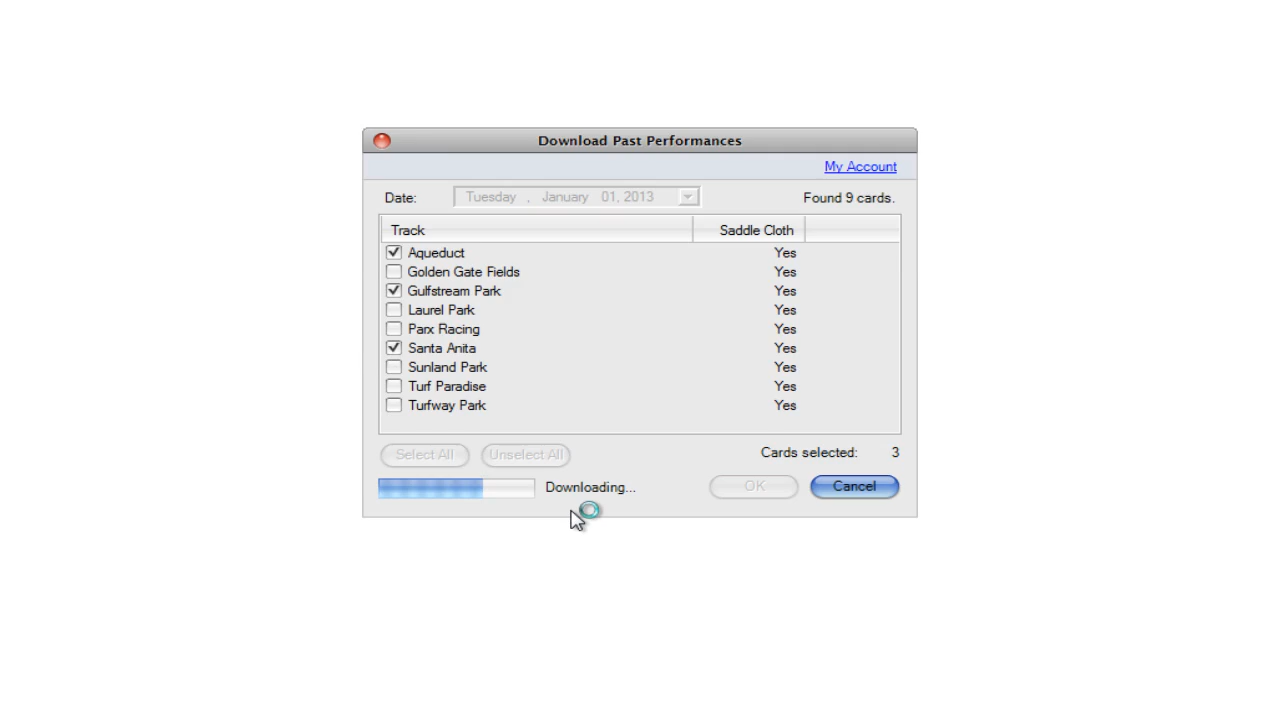 Download Past Performances
My Account
Date: Tuesday , January 01, 2013 Found 9 cards.
Track Saddle Cloth
Aqueduct Yes
Golden Gate Fields Yes
Gulfstream Park Yes
Laurel Park Yes
Parx Racing Yes
Santa Anita Yes
Sunland Park Yes
Turf Paradise Yes
Turfway Park Yes
Select All Unselect All Cards selected: 3
Downloading... OK Cancel